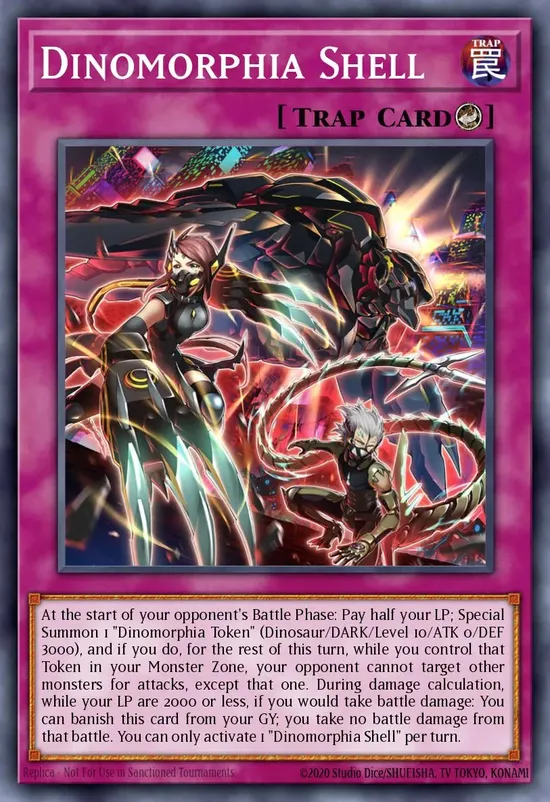 DINOMORPHIA SHELL
TRAP
罠
[TRAP CARD]
At the start of your opponent's Battle Phase: Pay half your LP; Special
Summon 1 "Dinomorphia Token" (Dinosaur/DARK/Level 10/ATK 0/DEF
3000), and if you do, for the rest of this turn, while you control that
Token in your Monster Zone, your opponent cannot target other
monsters for attacks, except that one. During damage calculation,
while your LP are 2000 or less, if you would take battle damage: You
can banish this card from your GY; you take no battle damage from
that battle. You can only activate 1 "Dinomorphia Shell" per turn.
Replica - Not For Use in Sanctioned Tournaments
©2020 Studio Dice/SHUEISHA, TV TOKYO, KONAMI